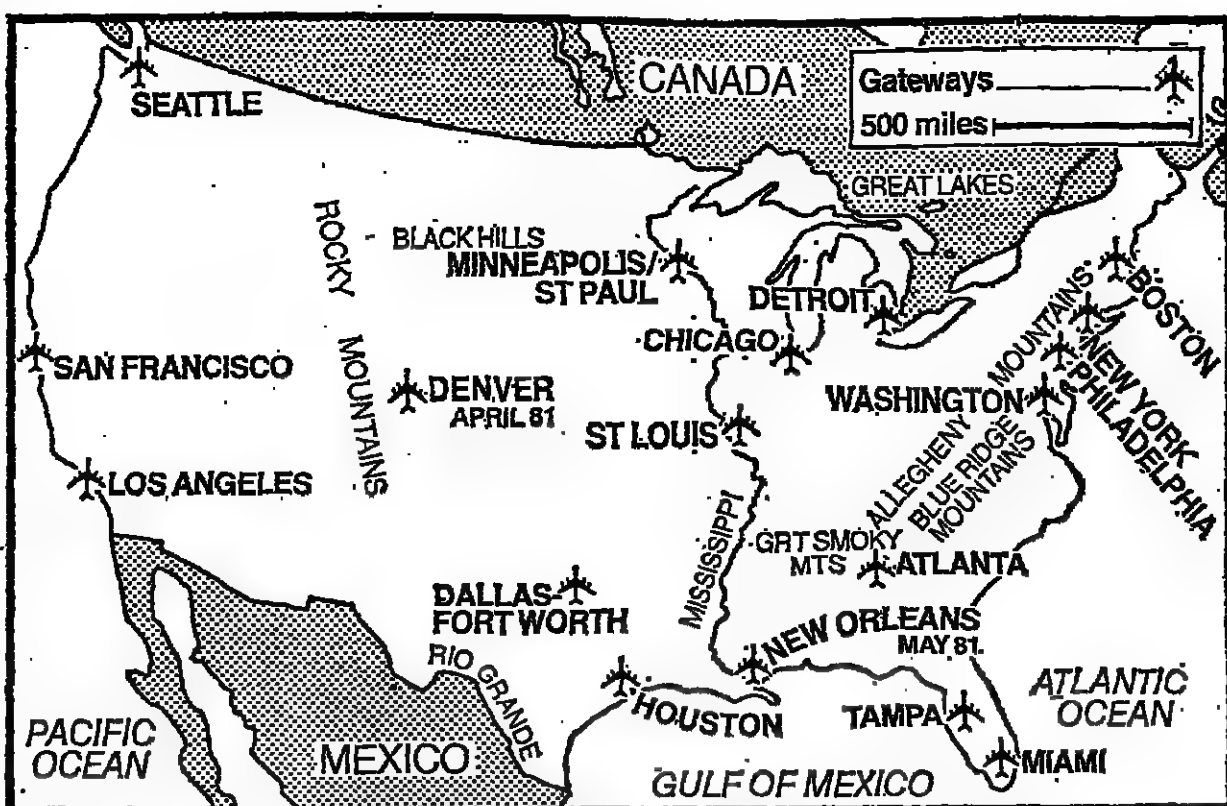 CANADA
Gateways
500 miles
SEATTLE
GREAT LAKES
ROCKY MOUNTAINS
BLACK HILLS
MINNEAPOLIS/
ST PAUL
DETROIT
BOSTON
CHICAGO
SAN FRANCISCO
DENVER
APRIL 81
WASHINGTON
NEW YORK
PHILADELPHIA
ST LOUIS
ALLEGHENY MOUNTAINS
BLUE RIDGE
MOUNTAINS
LOS ANGELES
MISSISSIPPI
GRT SMOKY
MTS
ATLANTA
DALLAS-
FORT WORTH
NEW ORLEANS
MAY 81
RIO GRANDE
HOUSTON
TAMPA
ATLANTIC
OCEAN
PACIFIC
OCEAN
MEXICO
MIAMI
GULF OF MEXICO